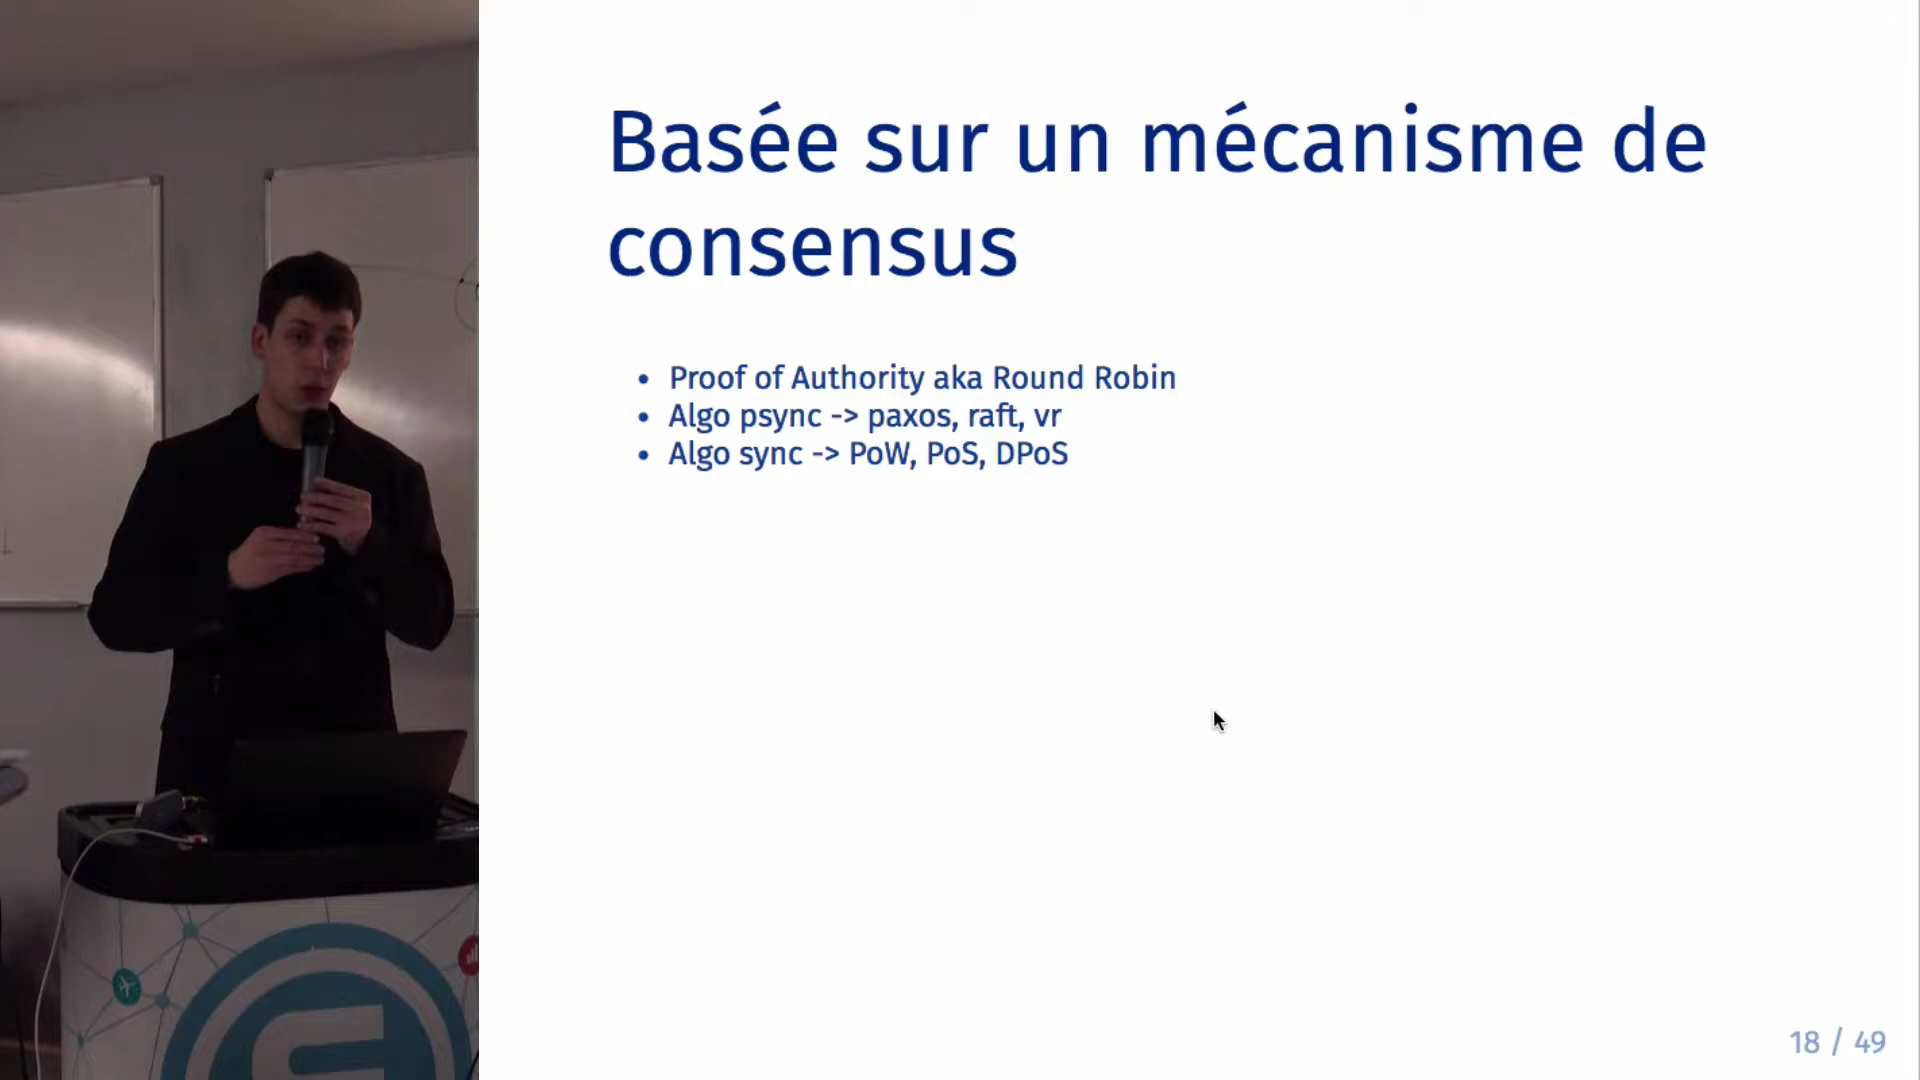 Basée sur un mécanisme de
consensus
• Proof of Authority aka Round Robin
• Algo psync -> paxos, raft, vr
• Algo sync -> PoW, PoS, DPoS
18 / 49